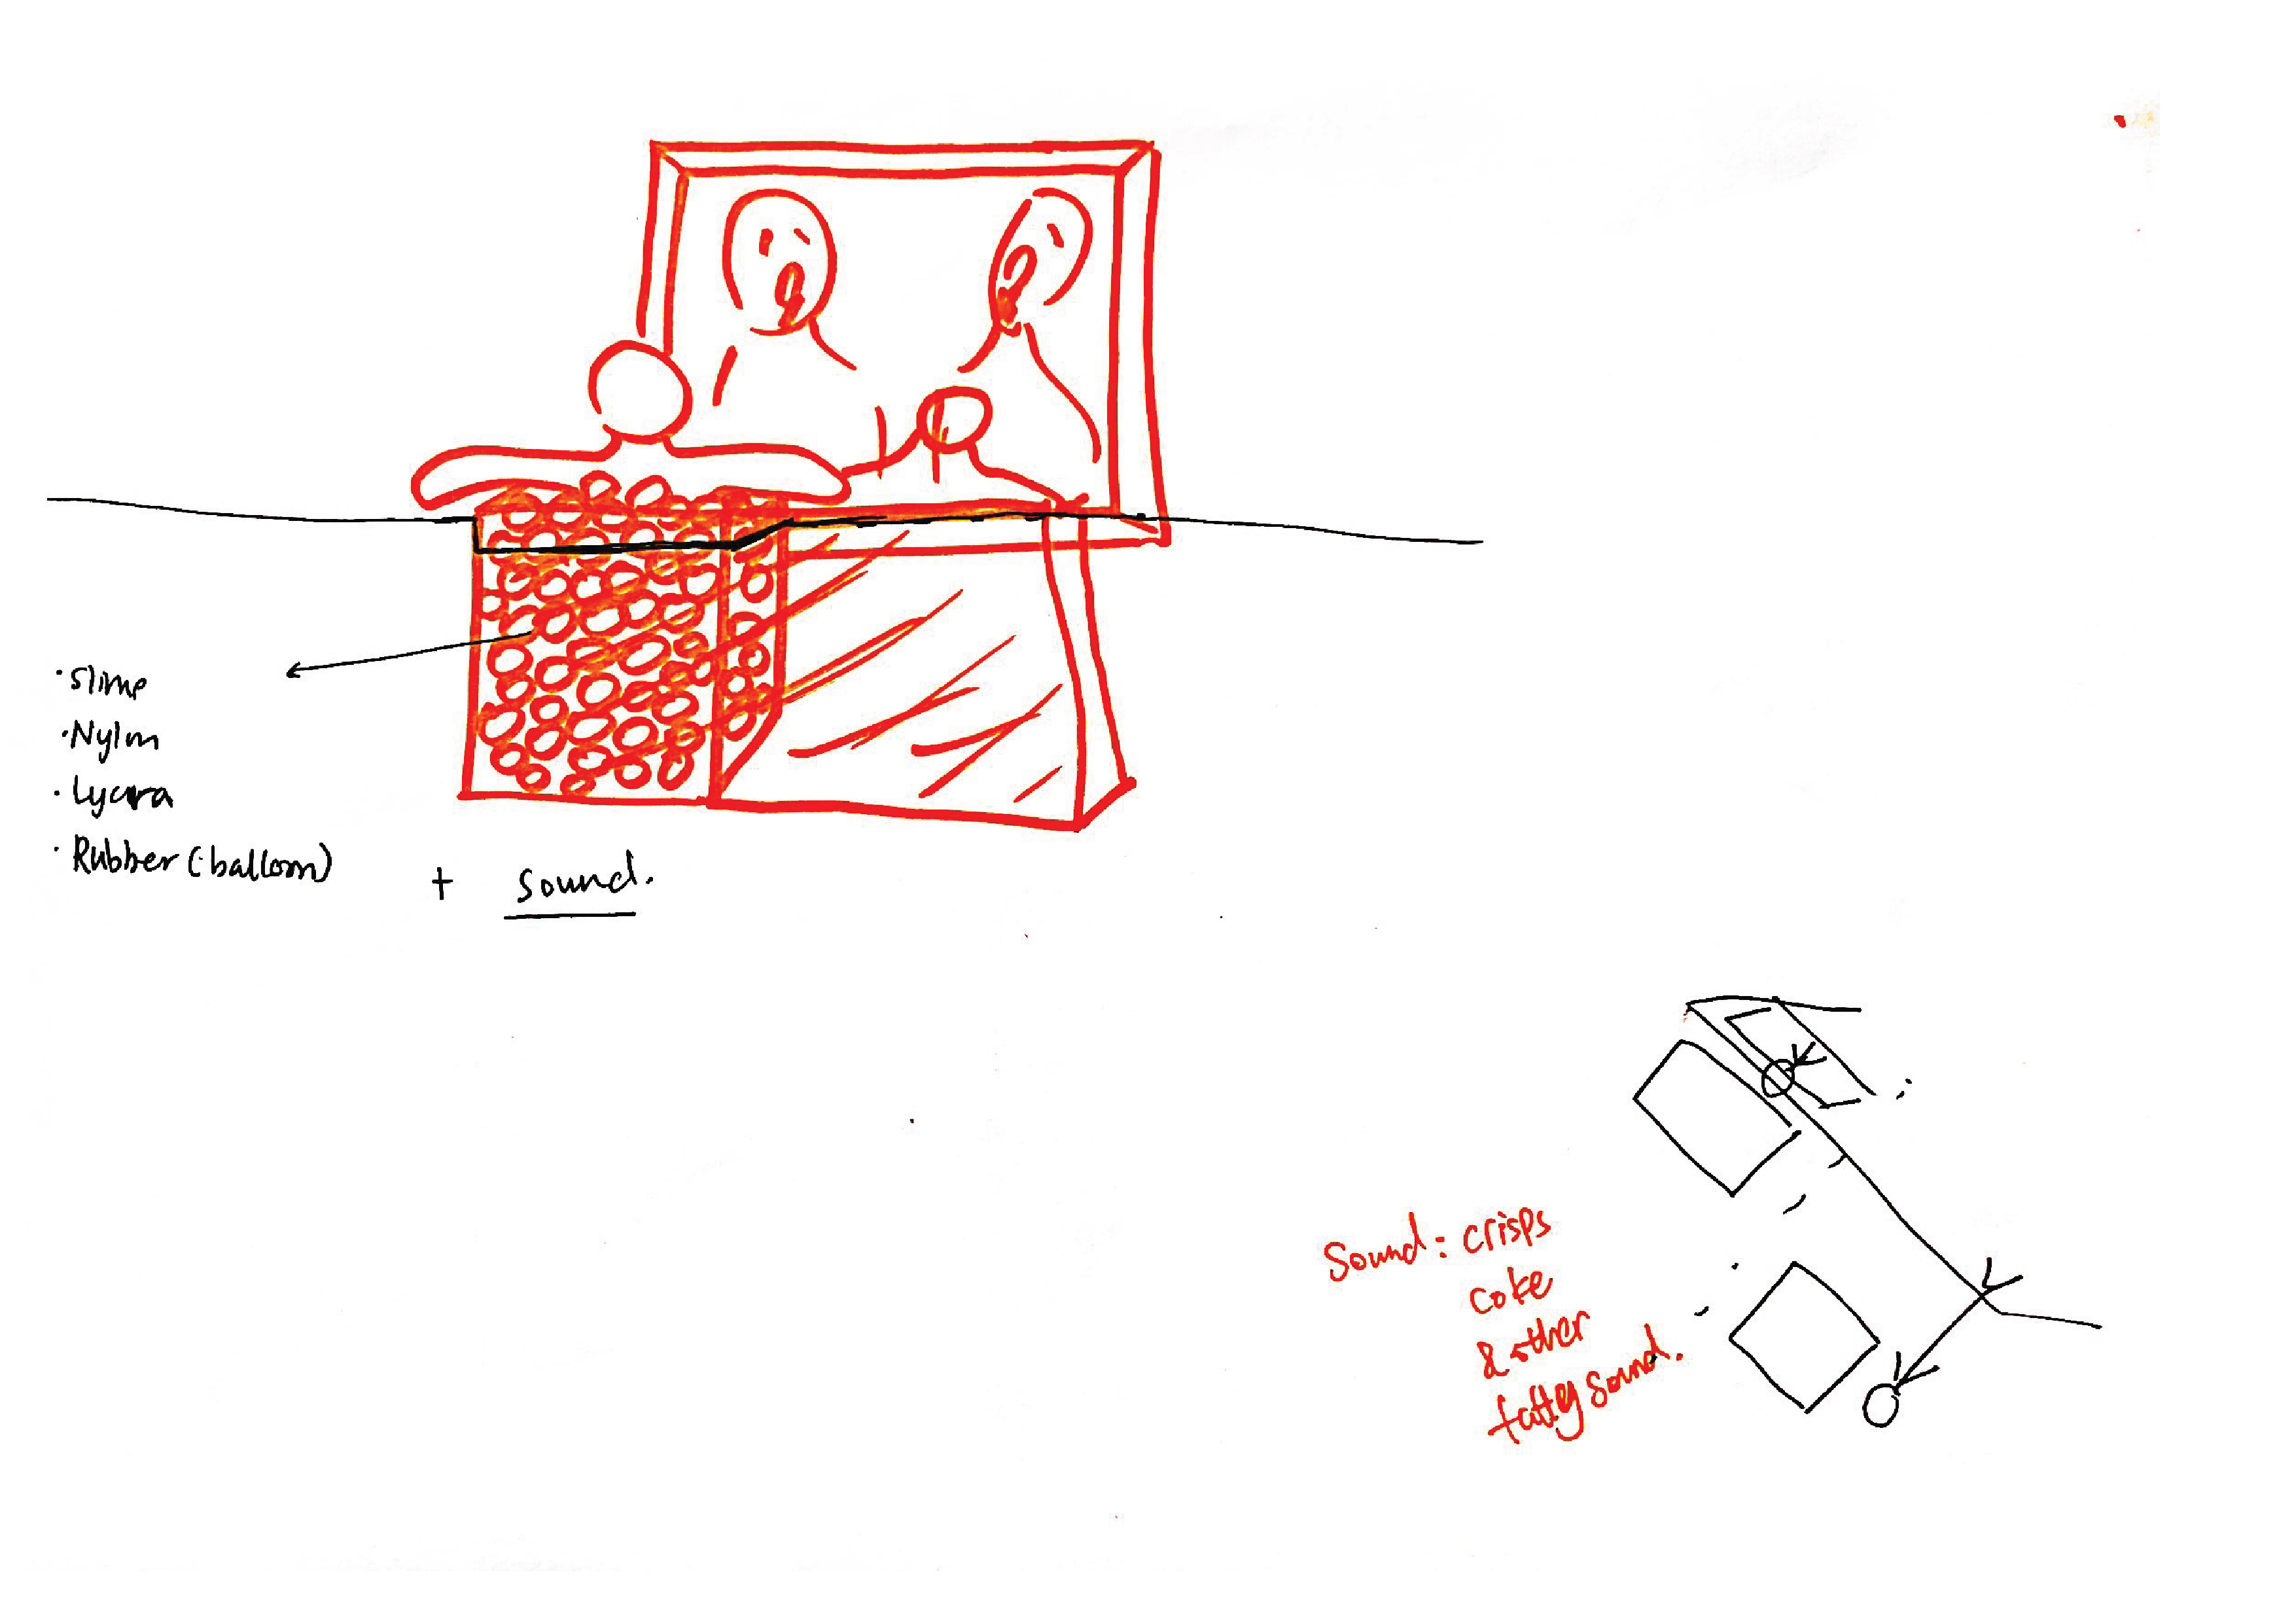 · Slime
· Nylon
· Lycra
· Rubber (balloon)
+ sound.
Sound: crisps
coke
& other
fatty sound.